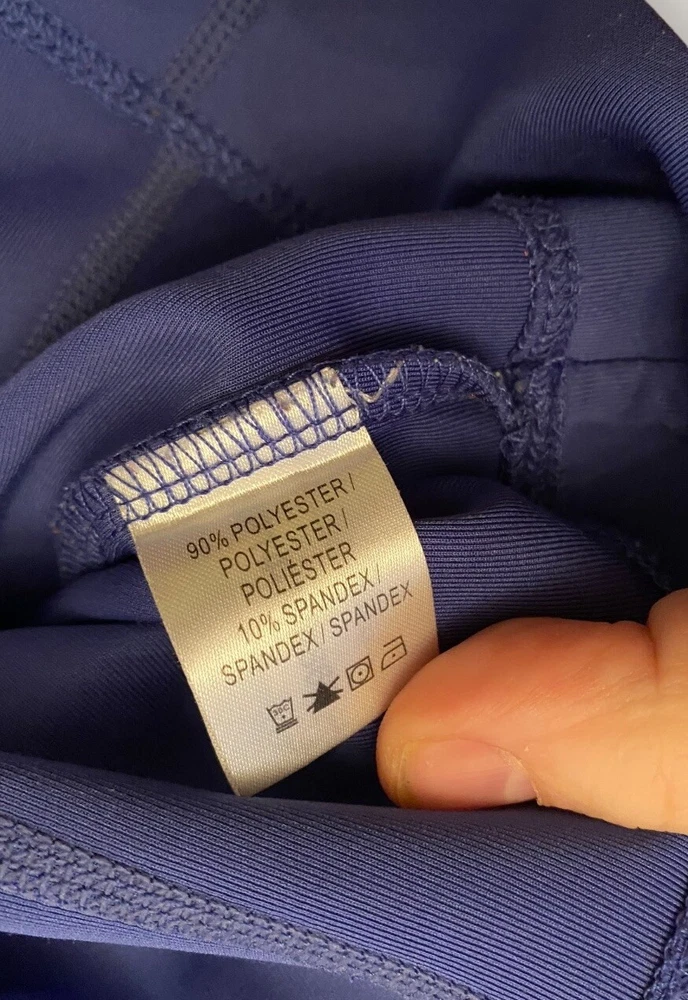 90% POLYESTER /
POLYESTER /
POLIÉSTER
10% SPANDEX /
SPANDEX / SPANDEX